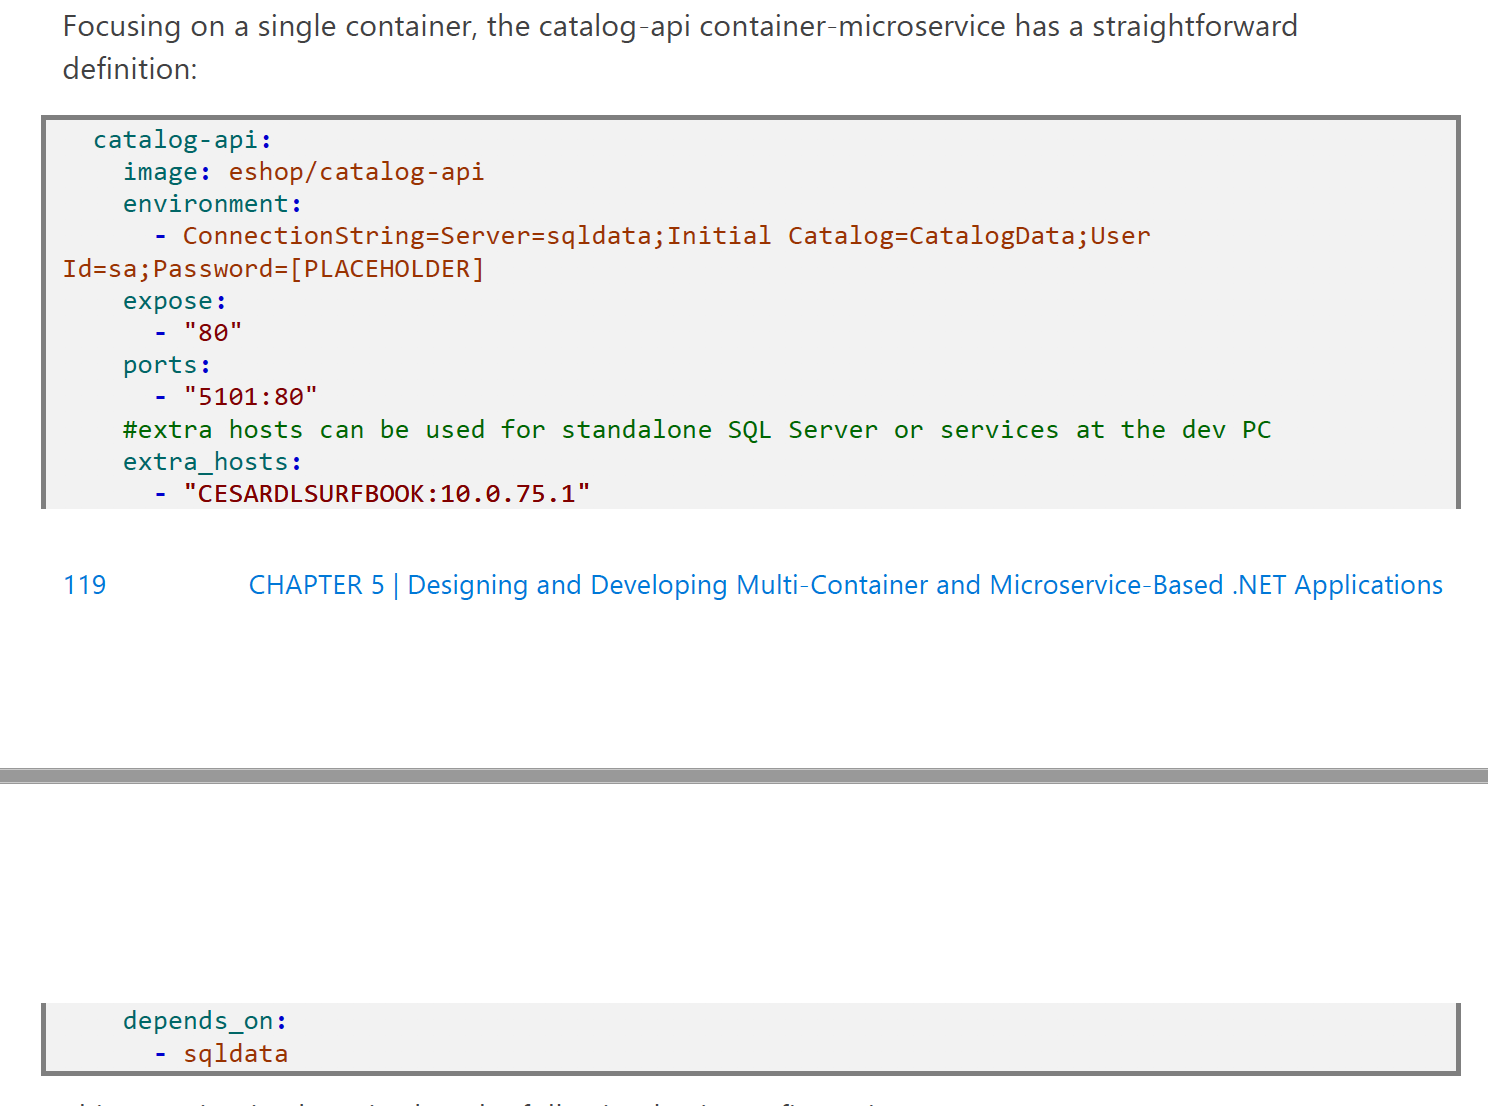 Focusing on a single container, the catalog-api container-microservice has a straightforward
definition:
catalog-api:
image: eshop/catalog-api
environment:
- ConnectionString=Server=sqldata;Initial Catalog=CatalogData;User
Id=sa;Password=[PLACEHOLDER]
expose:
- "80"
ports:
- "5101:80"
#extra hosts can be used for standalone SQL Server or services at the dev PC
extra_hosts:
- "CESARDLSURFBOOK:10.0.75.1"
119 CHAPTER 5 | Designing and Developing Multi-Container and Microservice-Based .NET Applications
depends_on:
- sqldata